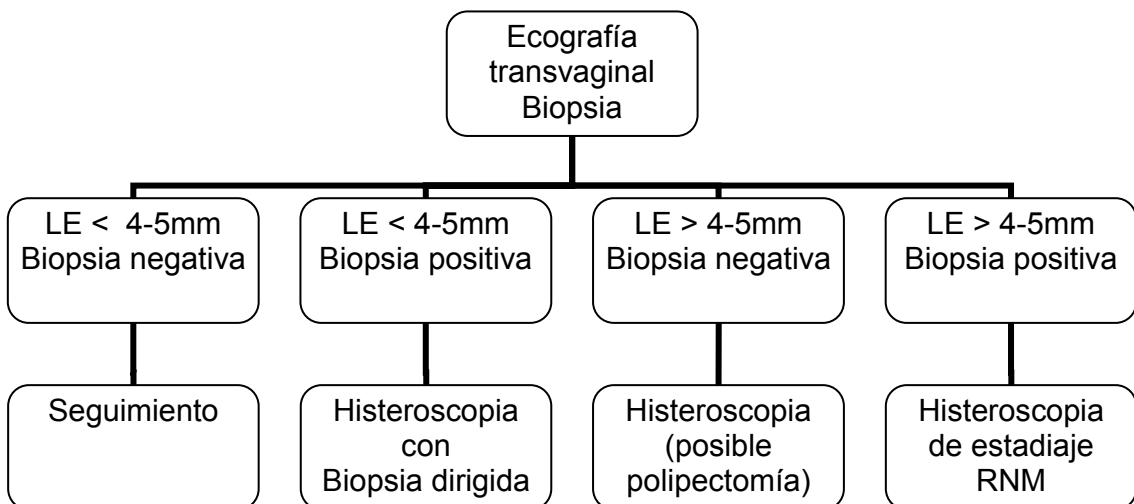 Ecografía
transvaginal
Biopsia
LE < 4-5mm
Biopsia negativa
LE < 4-5mm
Biopsia positiva
LE > 4-5mm
Biopsia negativa
LE > 4-5mm
Biopsia positiva
Seguimiento
Histeroscopia
con
Biopsia dirigida
Histeroscopia
(posible
polipectomía)
Histeroscopia
de estadiaje
RNM